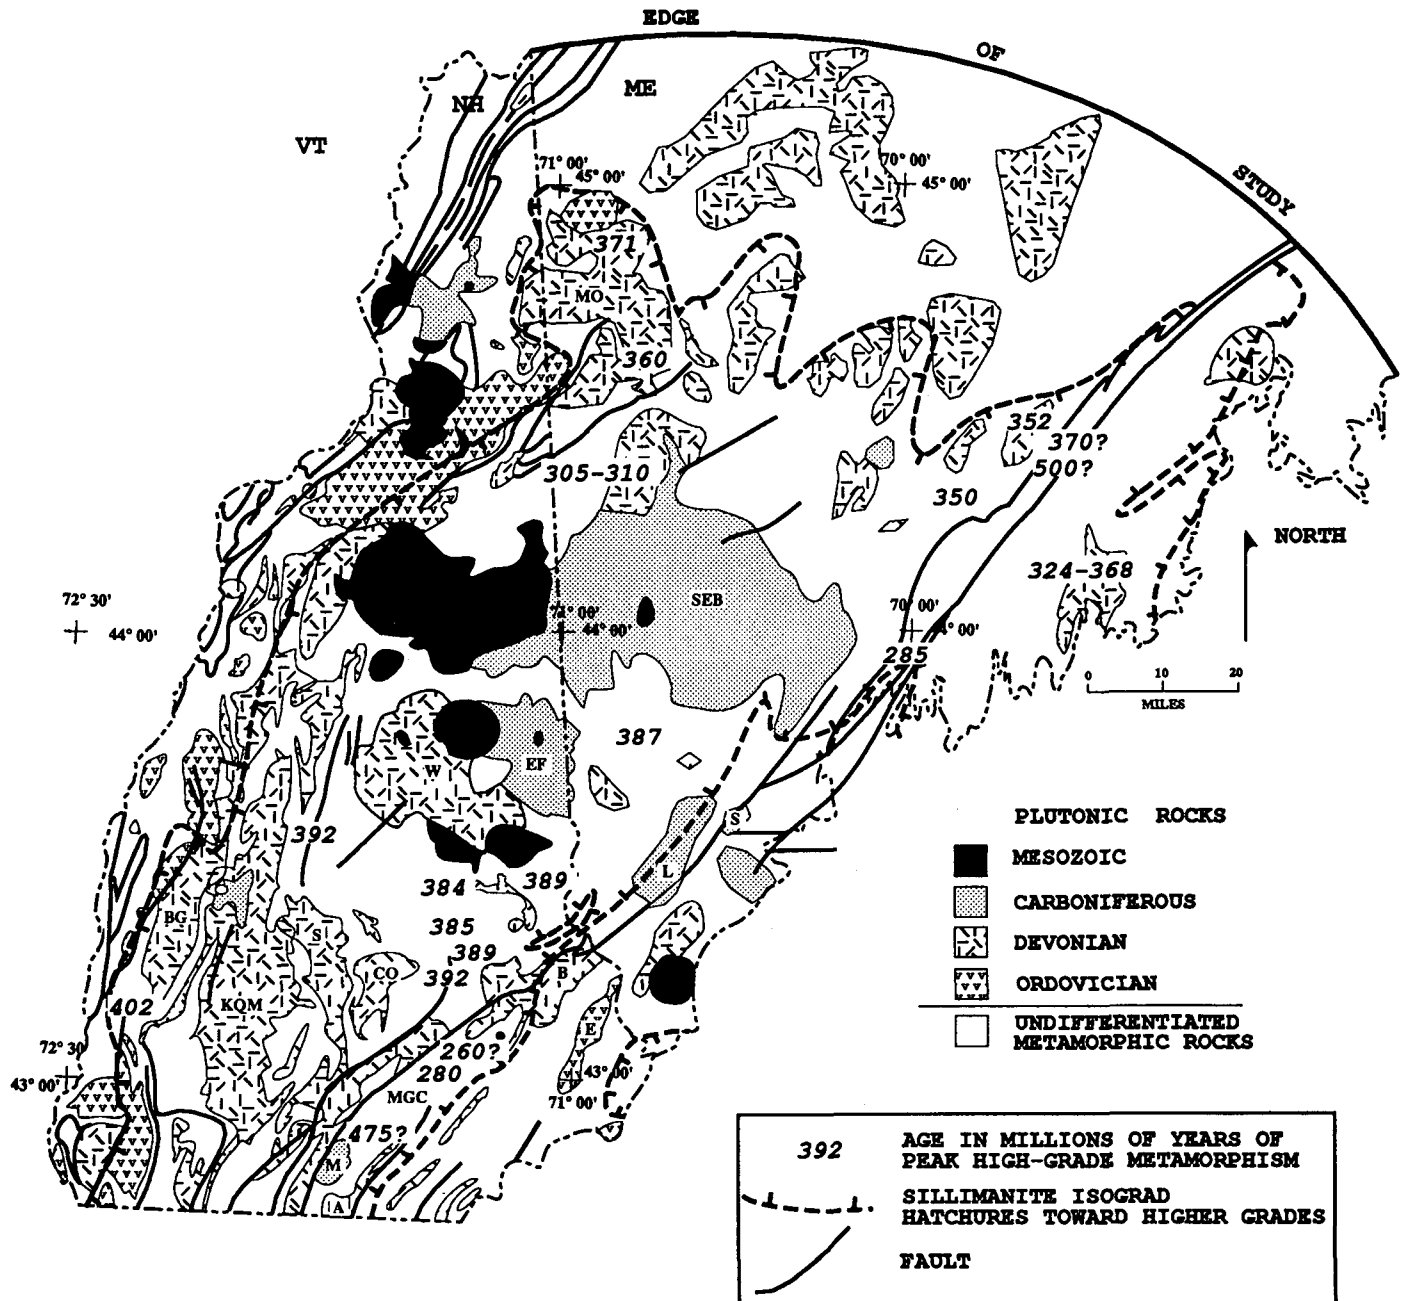 EDGE
OF
STUDY
NH
ME
VT
71° 00'
45° 00'
70° 00'
45° 00'
371
MO
360
352
370?
500?
305-310
350
NORTH
324-368
72° 30'
44° 00'
71° 00'
44° 00'
SEB
70° 00'
285
0 10 20
MILES
387
W
EF
392
S
384
389
L
BG
S
385
389
392
CO
B
KQM
402
E
72° 30'
43° 00'
260?
280
43° 00'
71° 00'
MGC
475?
M
A
PLUTONIC ROCKS
MESOZOIC
CARBONIFEROUS
DEVONIAN
ORDOVICIAN
UNDIFFERENTIATED
METAMORPHIC ROCKS
392
AGE IN MILLIONS OF YEARS OF
PEAK HIGH-GRADE METAMORPHISM
SILLIMANITE ISOGRAD
HATCHURES TOWARD HIGHER GRADES
FAULT